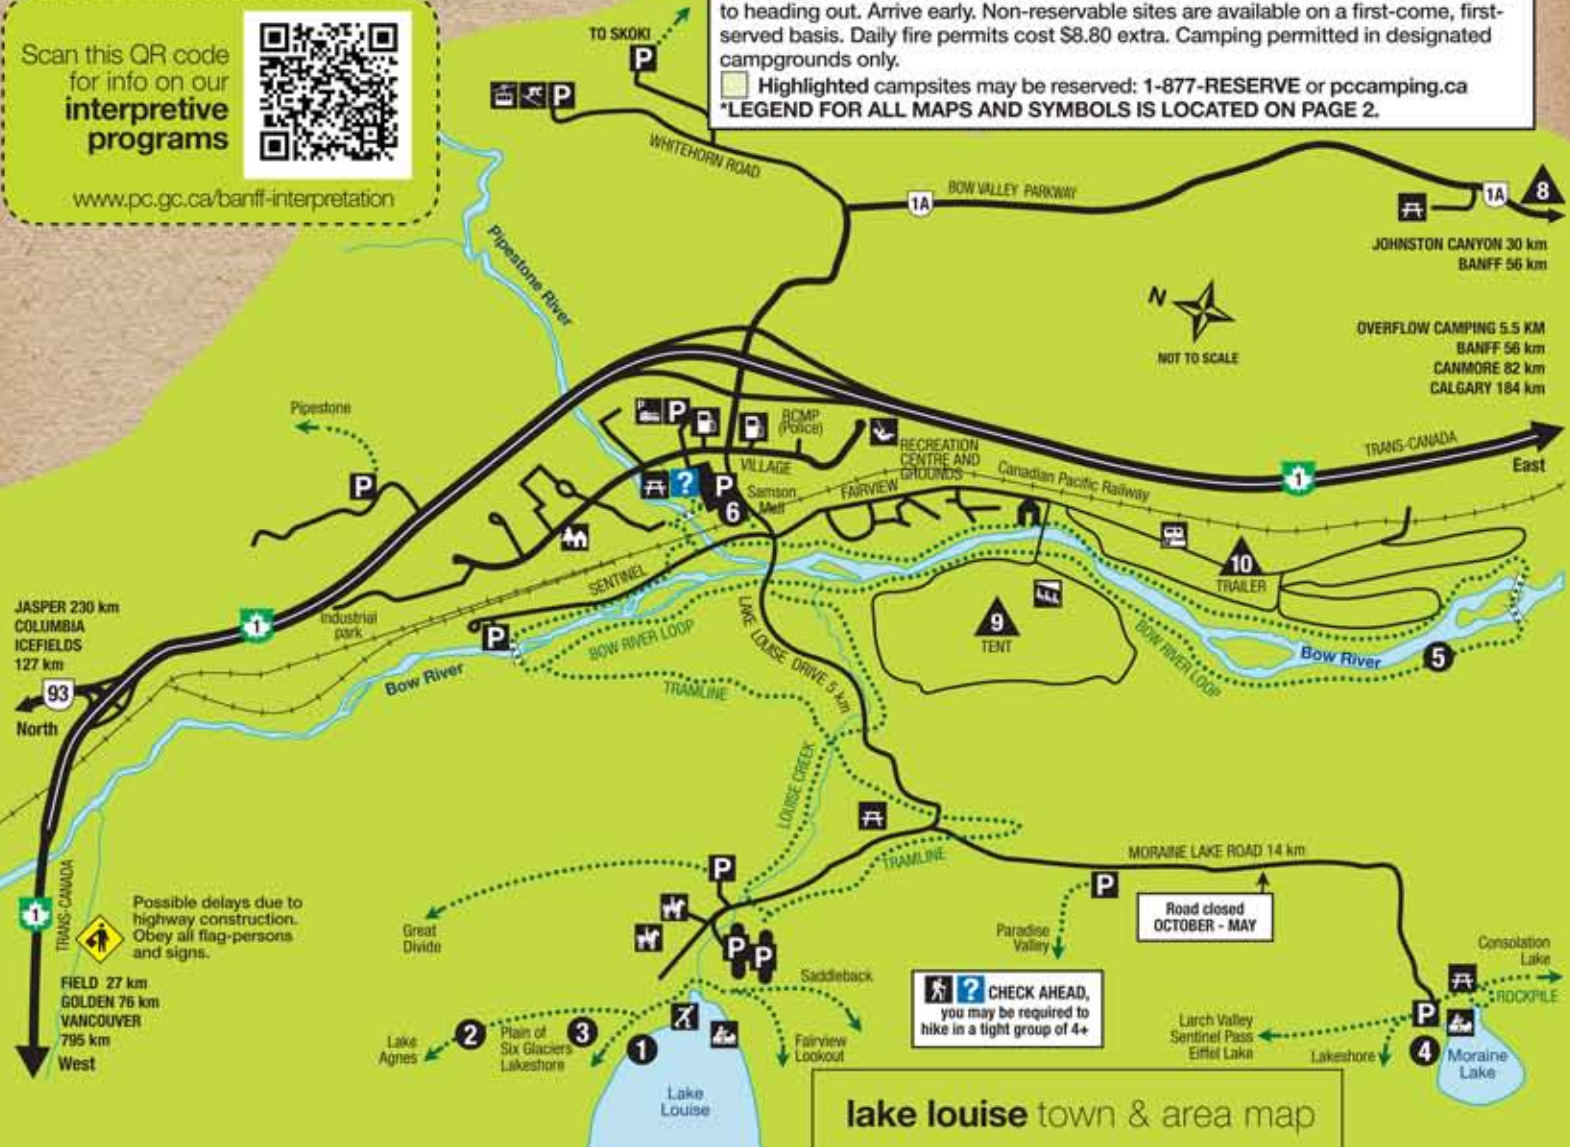 Scan this QR code
for info on our
interpretive
programs
www.pc.gc.ca/banff-interpretation
to heading out. Arrive early. Non-reservable sites are available on a first-come, first-
served basis. Daily fire permits cost $8.80 extra. Camping permitted in designated
campgrounds only.
Highlighted campsites may be reserved: 1-877-RESERVE or pccamping.ca
*LEGEND FOR ALL MAPS AND SYMBOLS IS LOCATED ON PAGE 2.
TO SKOKI
P
P
WHITEHORN ROAD
1A
BOW VALLEY PARKWAY
1A
8
JOHNSTON CANYON 30 km
BANFF 56 km
Pipestone River
N
NOT TO SCALE
OVERFLOW CAMPING 5.5 KM
BANFF 56 km
CANMORE 82 km
CALGARY 184 km
Pipestone
P
P
RCMP
(Police)
VILLAGE
RECREATION
CENTRE AND
GROUNDS
Canadian Pacific Railway
TRANS-CANADA
1
East
?
P
6
Samson
Mall
FAIRVIEW
SENTINEL
10
TRAILER
JASPER 230 km
COLUMBIA
ICEFIELDS
127 km
93
North
1
Industrial
park
P
BOW RIVER LOOP
Bow River
TRAMLINE
LAKE LOUISE DRIVE 5 km
9
TENT
BOW RIVER LOOP
Bow River
5
LOUISE CREEK
TRAMLINE
MORAINE LAKE ROAD 14 km
P
Road closed
OCTOBER - MAY
Paradise
Valley
P
Great
Divide
P
P
1
TRANS-CANADA
Possible delays due to
highway construction.
Obey all flag-persons
and signs.
FIELD 27 km
GOLDEN 76 km
VANCOUVER
795 km
West
Saddleback
Fairview
Lookout
Lake
Agnes
2
Plain of
Six Glaciers
Lakeshore
3
1
Lake
Louise
? CHECK AHEAD,
you may be required to
hike in a tight group of 4+
Consolation
Lake
ROCKPILE
P
Larch Valley
Sentinel Pass
Eiffel Lake
Lakeshore
4
Moraine
Lake
lake louise town & area map